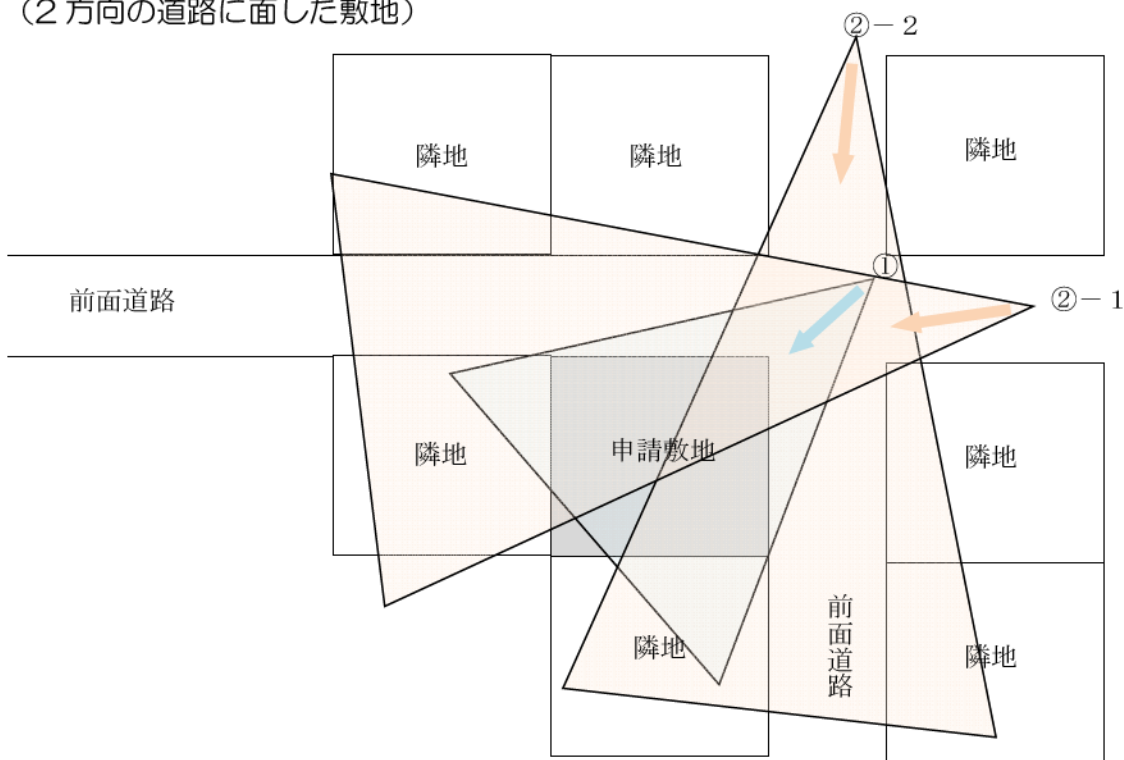 （２方向の道路に面した敷地）
②－２
隣地
隣地
隣地
①
②－１
前面道路
隣地
申請敷地
隣地
前面道路
隣地
隣地